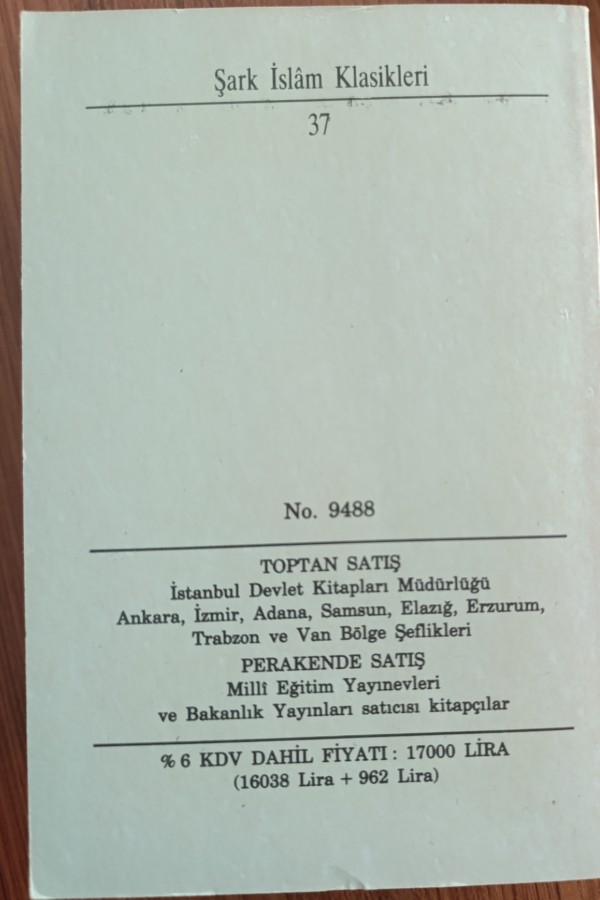 Şark İslâm Klasikleri
37
No. 9488
TOPTAN SATIŞ
İstanbul Devlet Kitapları Müdürlüğü
Ankara, İzmir, Adana, Samsun, Elazığ, Erzurum,
Trabzon ve Van Bölge Şeflikleri
PERAKENDE SATIŞ
Millî Eğitim Yayınevleri
ve Bakanlık Yayınları satıcısı kitapçılar
% 6 KDV DAHİL FİYATI : 17000 LİRA
(16038 Lira + 962 Lira)